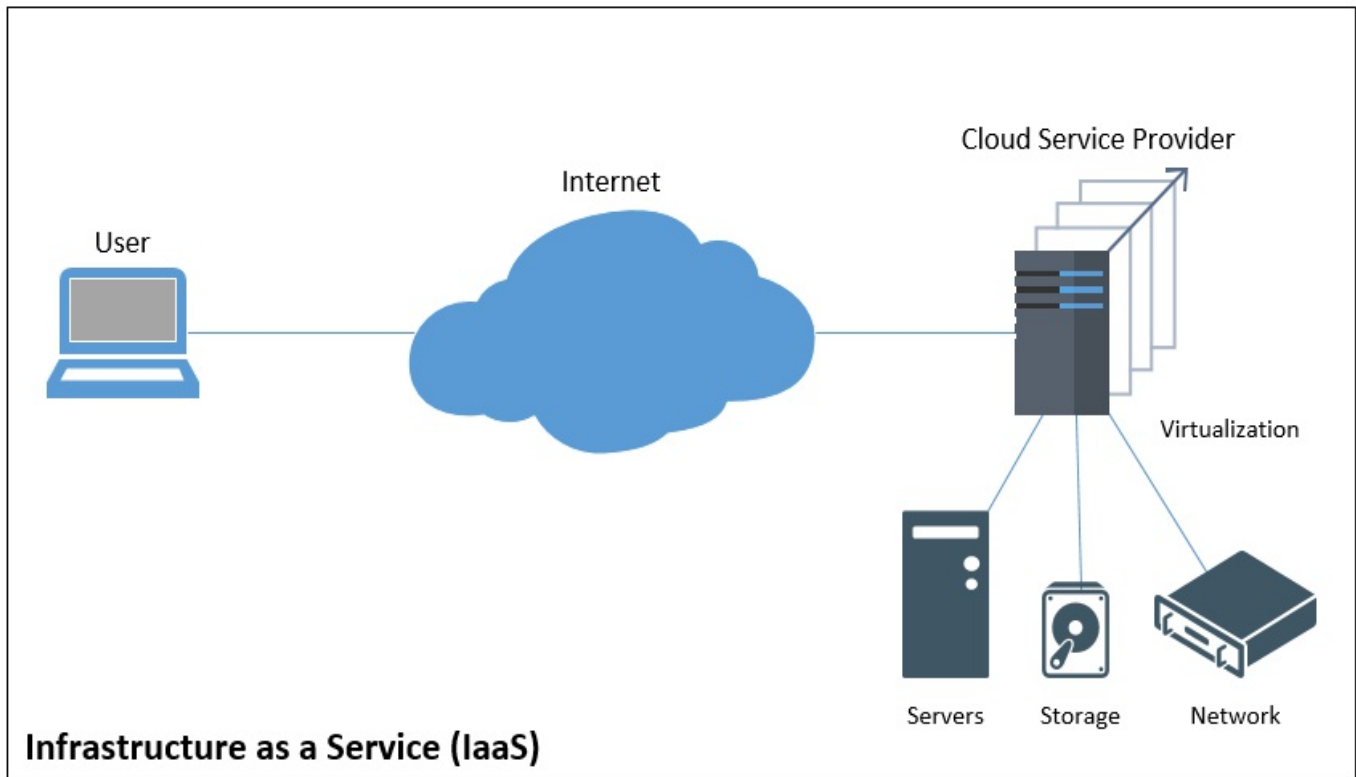 Cloud Service Provider
Internet
User
Virtualization
Servers
Storage
Network
Infrastructure as a Service (IaaS)